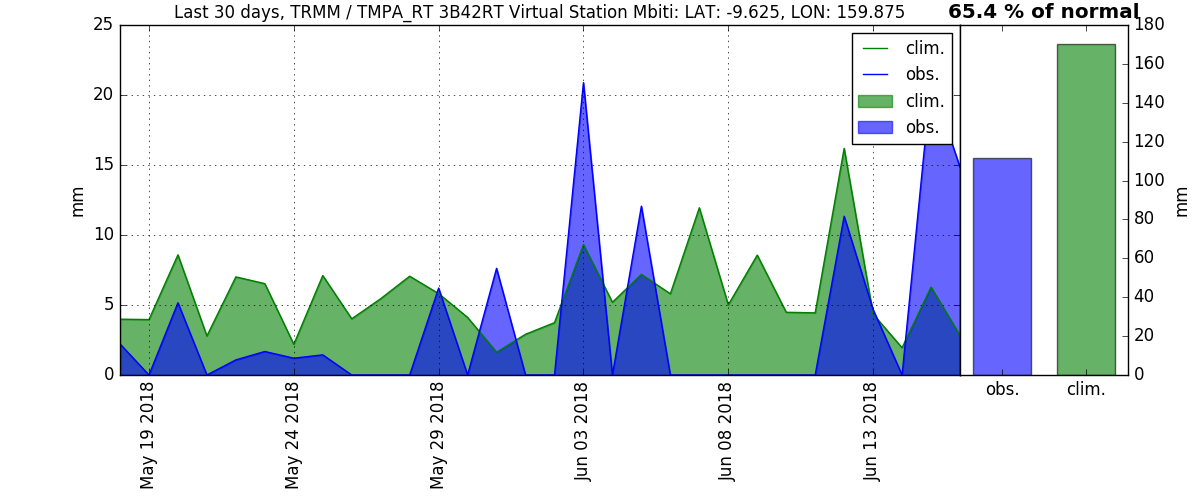 Last 30 days, TRMM / TMPA_RT 3B42RT Virtual Station Mbiti: LAT: -9.625, LON: 159.875
65.4 % of normal
25
20
15
10
5
0
mm
clim.
obs.
clim.
obs.
May 19 2018
May 24 2018
May 29 2018
Jun 03 2018
Jun 08 2018
Jun 13 2018
180
160
140
120
100
80
60
40
20
0
mm
obs.
clim.